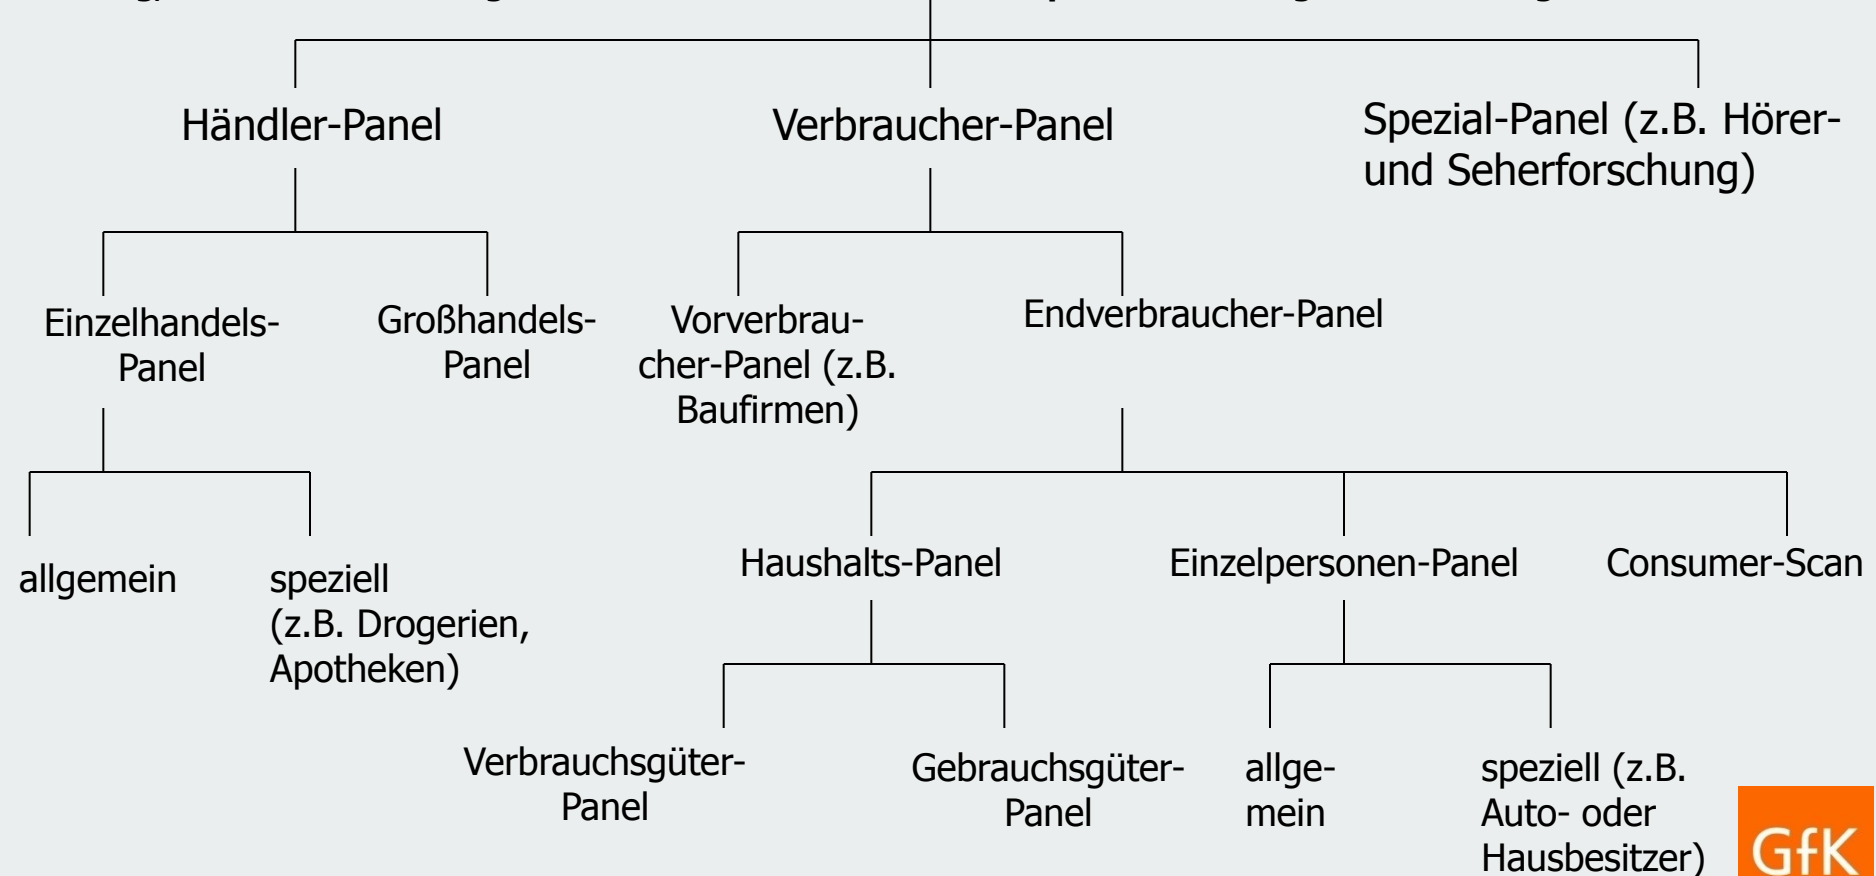 Händler-Panel
Verbraucher-Panel
Spezial-Panel (z.B. Hörer-
und Seherforschung)
Einzelhandels-
Panel
Großhandels-
Panel
Vorverbrau-
cher-Panel (z.B.
Baufirmen)
Endverbraucher-Panel
allgemein
speziell
(z.B. Drogerien,
Apotheken)
Haushalts-Panel
Einzelpersonen-Panel
Consumer-Scan
Verbrauchsgüter-
Panel
Gebrauchsgüter-
Panel
allge-
mein
speziell (z.B.
Auto- oder
Hausbesitzer)
GfK